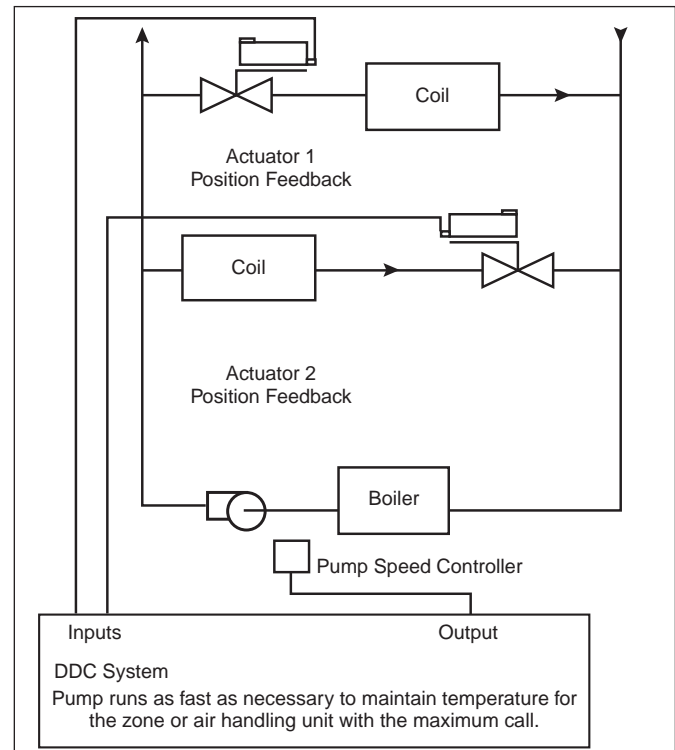 Coil
Actuator 1
Position Feedback
Coil
Actuator 2
Position Feedback
Boiler
Pump Speed Controller
Inputs
Output
DDC System
Pump runs as fast as necessary to maintain temperature for
the zone or air handling unit with the maximum call.